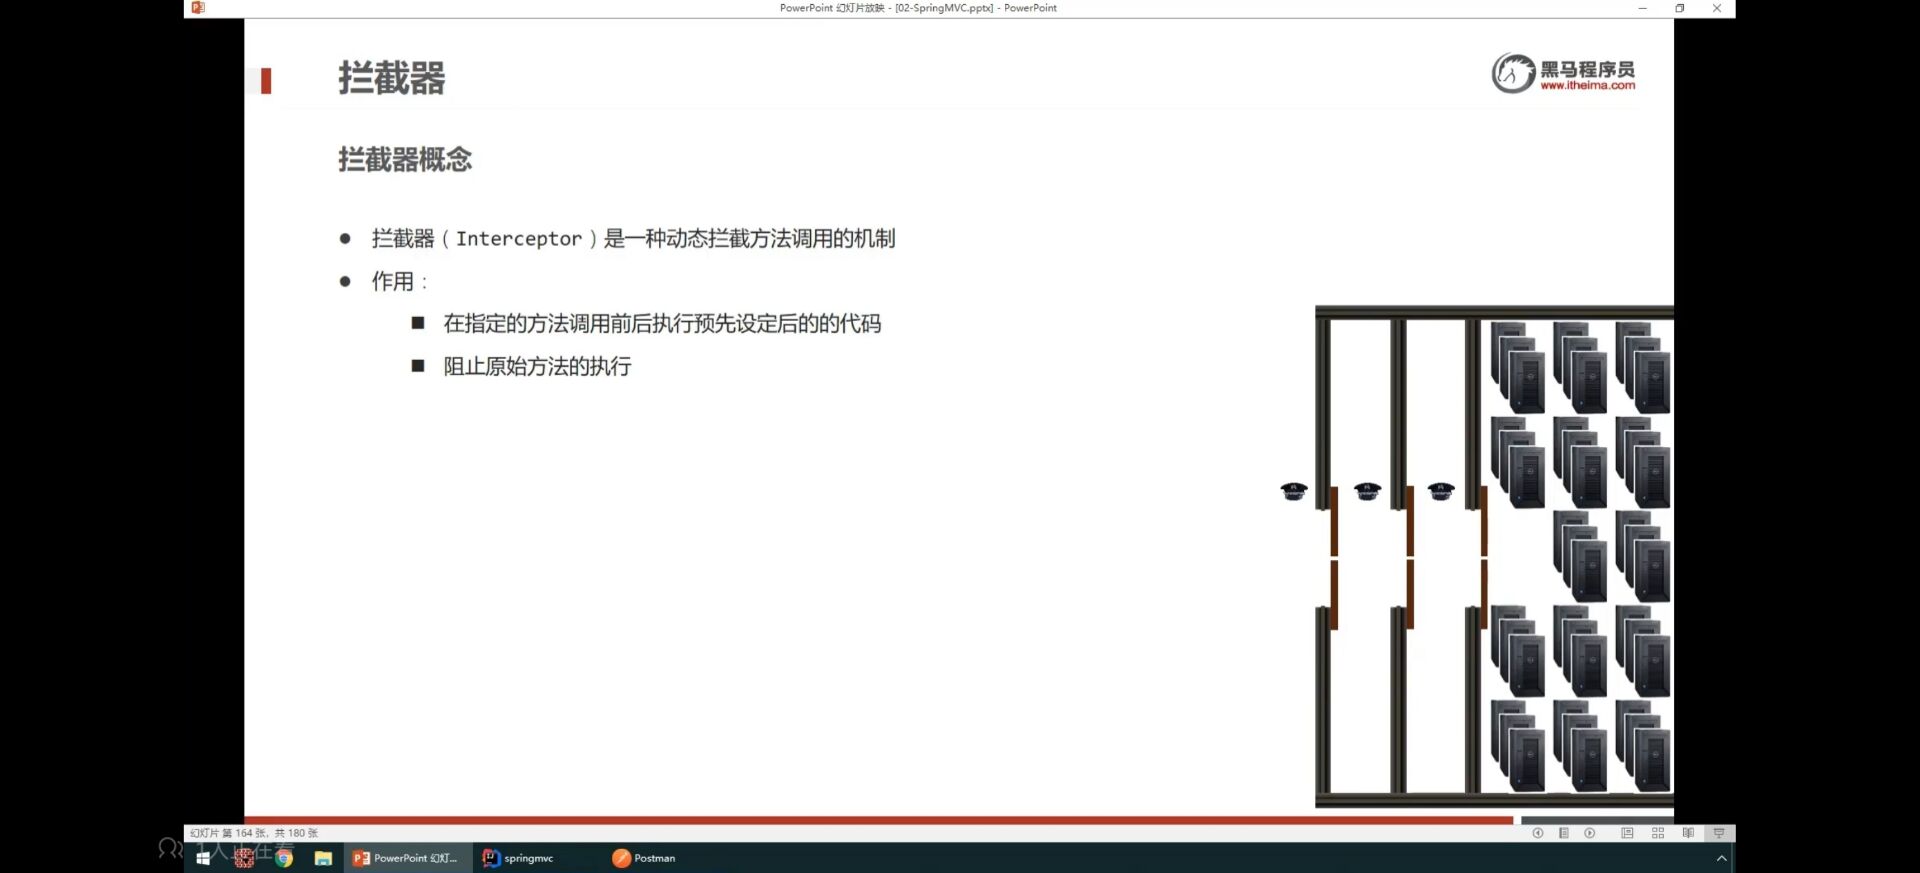 PowerPoint 幻灯片放映 - [02-SpringMVC.pptx] - PowerPoint
拦截器
黑马程序员
www.itheima.com
拦截器概念
● 拦截器（Interceptor）是一种动态拦截方法调用的机制
● 作用：
■ 在指定的方法调用前后执行预先设定后的的代码
■ 阻止原始方法的执行
幻灯片 第 164 张，共 180 张
1人正在看
PowerPoint 幻灯...
springmvc
Postman